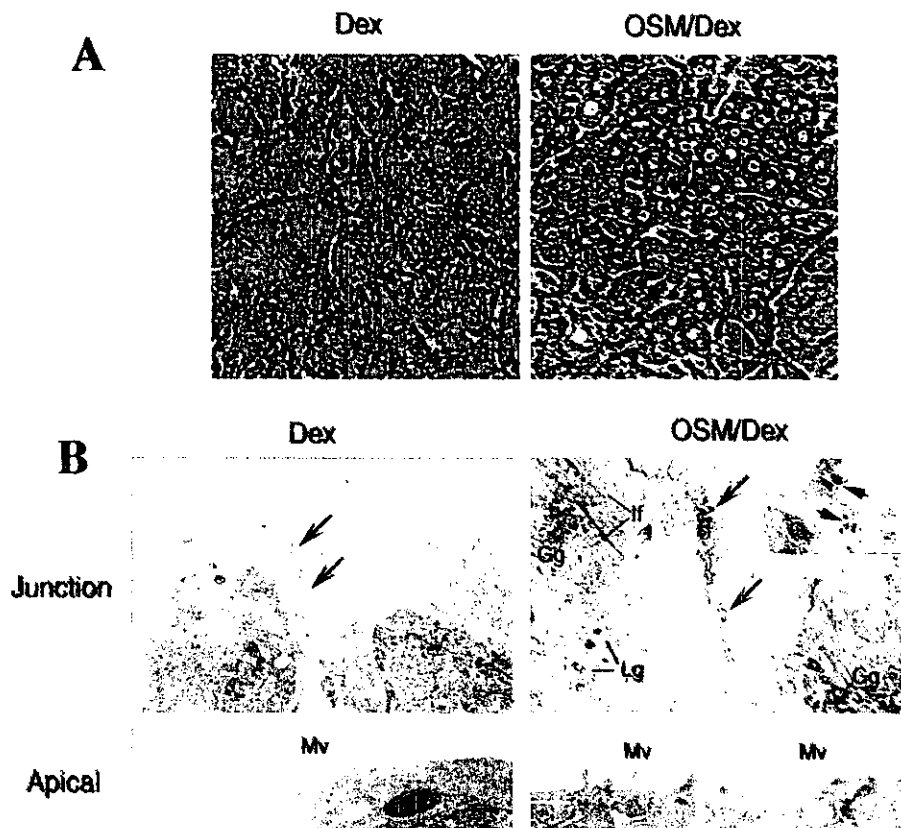 A
Dex OSM/Dex
B
Dex OSM/Dex
Junction
If
Gg
Lg
Gg
Apical
Mv Mv Mv